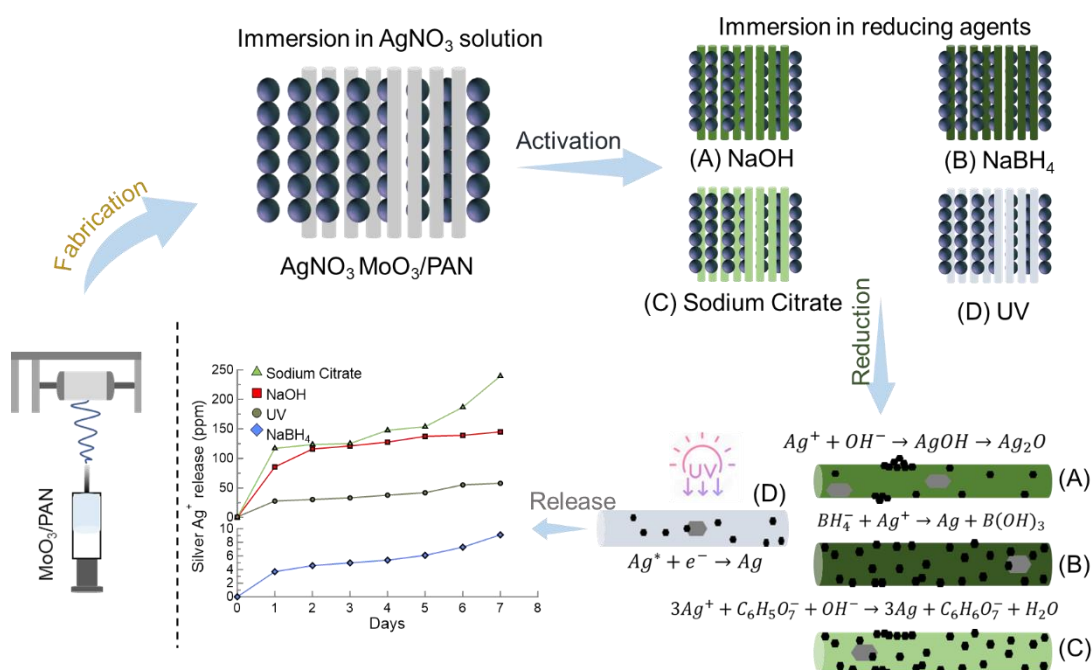 Immersion in AgNO₃ solution
AgNO₃ MoO₃/PAN
Fabrication
MoO₃/PAN
Activation
Immersion in reducing agents
(A) NaOH
(B) NaBH₄
(C) Sodium Citrate
(D) UV
Reduction
Ag⁺ + OH⁻ → AgOH → Ag₂O
(A)
BH₄⁻ + Ag⁺ → Ag + B(OH)₃
(B)
3Ag⁺ + C₆H₅O₇⁻ + OH⁻ → 3Ag + C₆H₆O₇⁻ + H₂O
(C)
UV
(D)
Ag* + e⁻ → Ag
Release
Sodium Citrate
NaOH
UV
NaBH₄
Silver Ag⁺ release (ppm)
250
200
150
100
50
0
10
8
6
4
2
0
0 1 2 3 4 5 6 7 8
Days